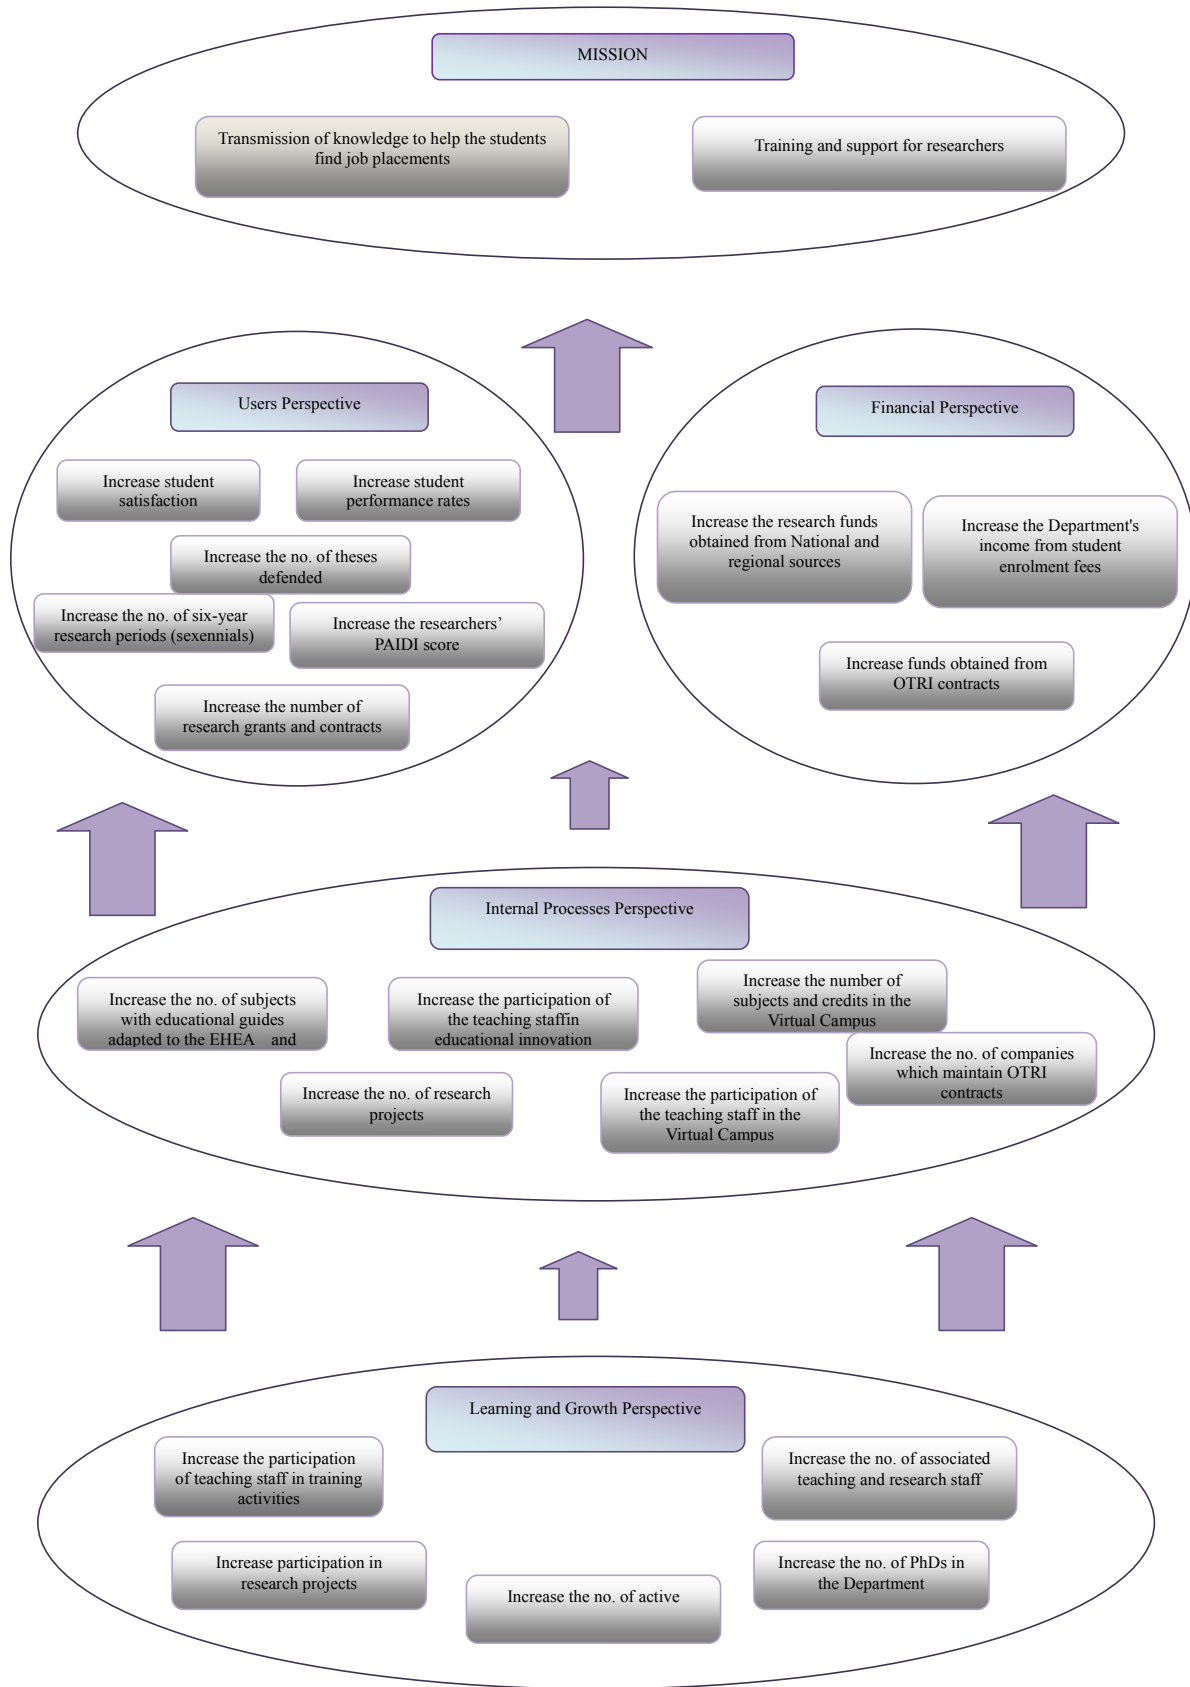 MISSION
Transmission of knowledge to help the students
find job placements
Training and support for researchers
Users Perspective
Increase student
satisfaction
Increase student
performance rates
Increase the no. of theses
defended
Increase the no. of six-year
research periods (sexennials)
Increase the researchers’
PAIDI score
Increase the number of
research grants and contracts
Financial Perspective
Increase the research funds
obtained from National and
regional sources
Increase the Department's
income from student
enrolment fees
Increase funds obtained from
OTRI contracts
Internal Processes Perspective
Increase the no. of subjects
with educational guides
adapted to the EHEA and
Increase the participation of
the teaching staffin
educational innovation
Increase the number of
subjects and credits in the
Virtual Campus
Increase the no. of companies
which maintain OTRI
contracts
Increase the no. of research
projects
Increase the participation of
the teaching staff in the
Virtual Campus
Learning and Growth Perspective
Increase the participation
of teaching staff in training
activities
Increase the no. of associated
teaching and research staff
Increase participation in
research projects
Increase the no. of active
Increase the no. of PhDs in
the Department